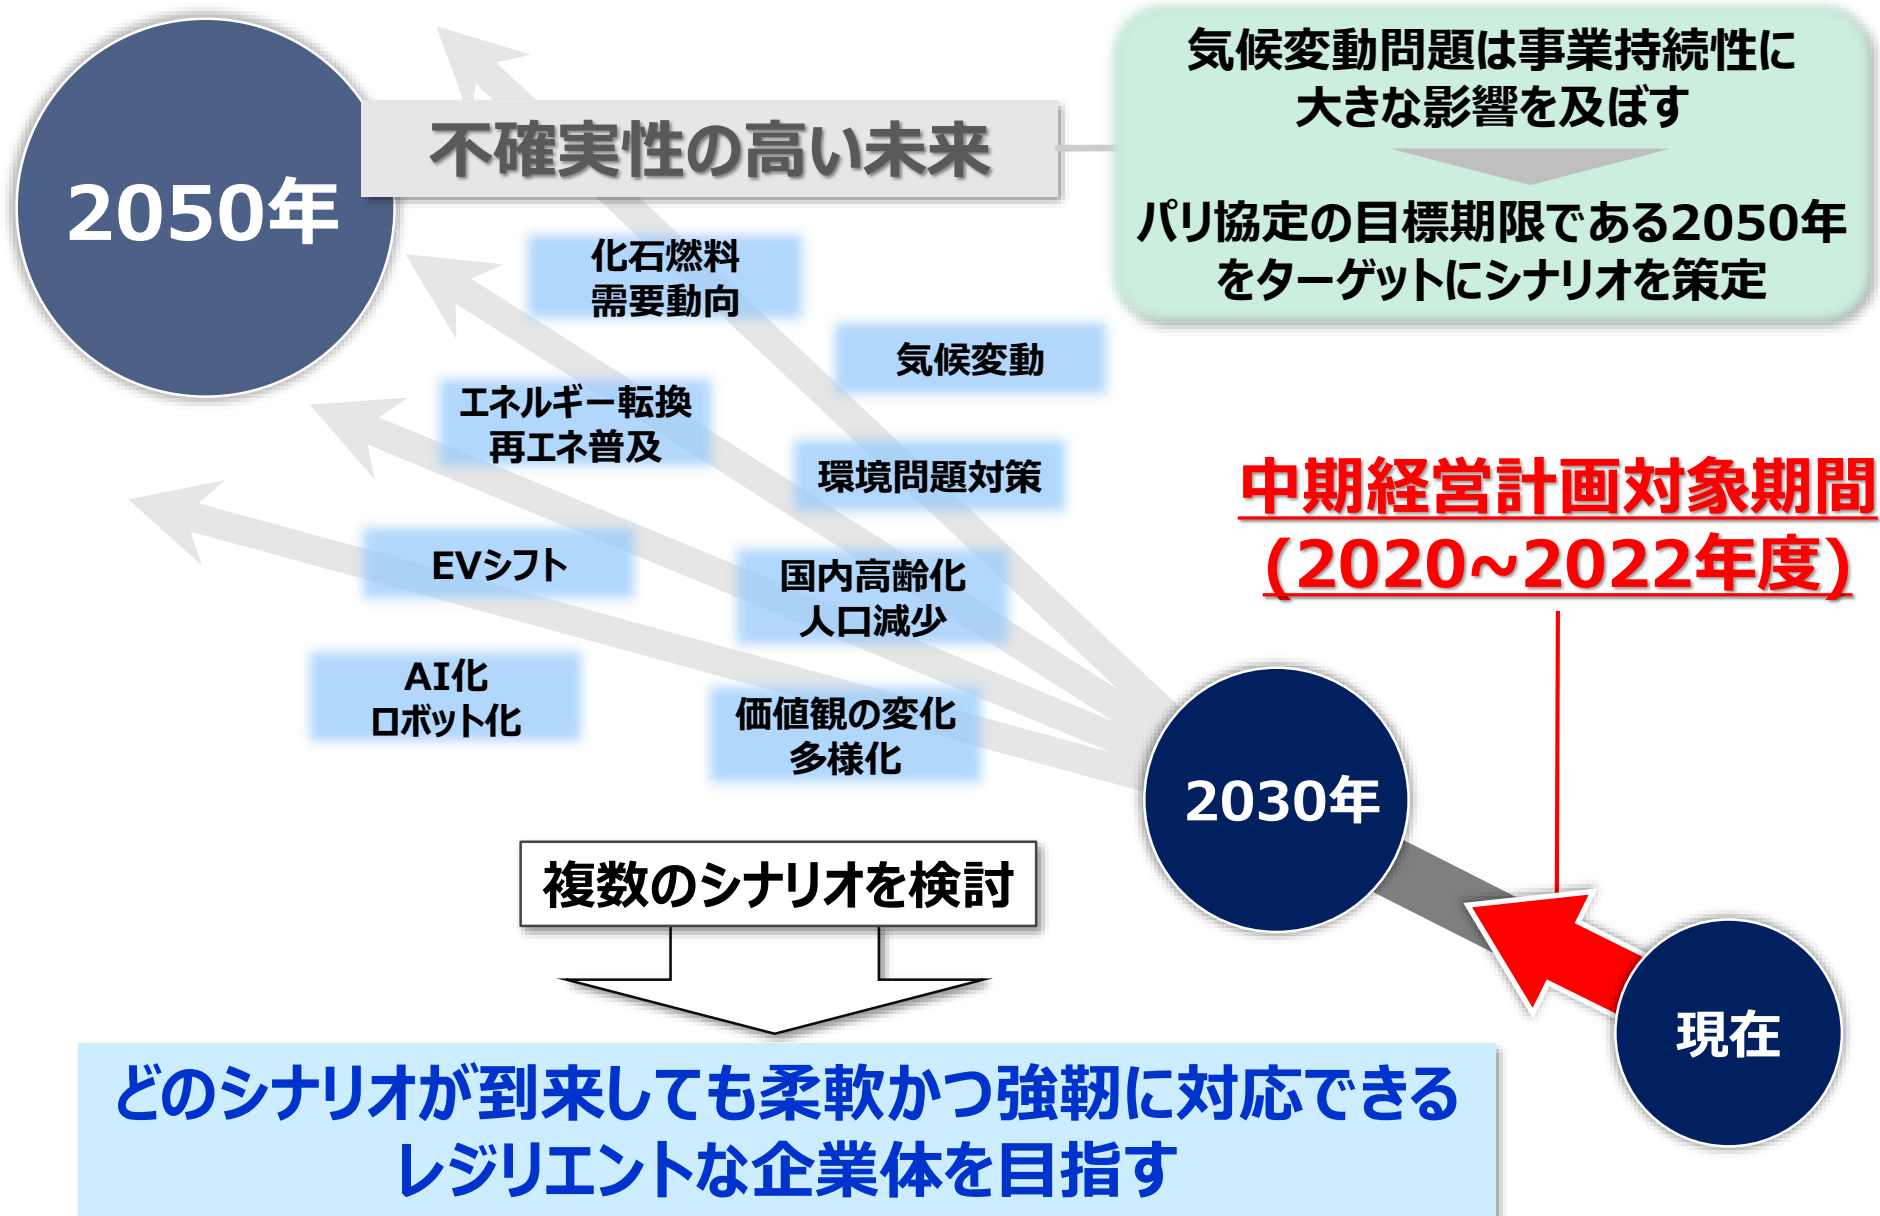 2050年
不確実性の高い未来
気候変動問題は事業持続性に
大きな影響を及ぼす
パリ協定の目標期限である2050年
をターゲットにシナリオを策定
化石燃料
需要動向
気候変動
エネルギー転換
再エネ普及
環境問題対策
EVシフト
国内高齢化
人口減少
AI化
ロボット化
価値観の変化
多様化
中期経営計画対象期間
(2020~2022年度)
2030年
現在
複数のシナリオを検討
どのシナリオが到来しても柔軟かつ強靭に対応できる
レジリエントな企業体を目指す